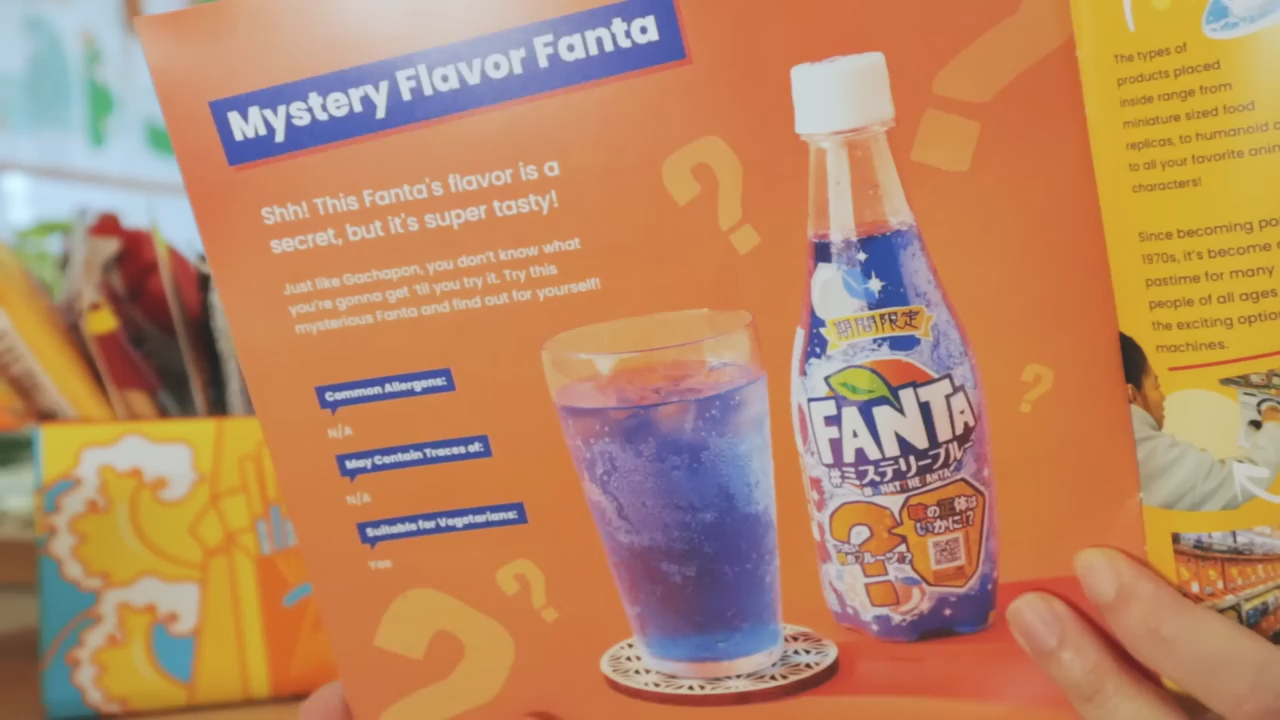 Mystery Flavor Fanta
Shh! This Fanta's flavor is a
secret, but it's super tasty!
Just like Gachapon, you don't know what
you're gonna get 'til you try it. Try this
mysterious Fanta and find out for yourself!
Common Allergens:
N/A
May Contain Traces of:
N/A
Suitable for Vegetarians:
Yes
期間限定
FANTA
#ミステリーブルー
味の正体は
いかに!?
The types of
products placed
inside range from
miniature sized food
replicas, to humanoid
to all your favorite
characters!
Since becoming
1970s, it's become
pastime for many
people of all ages
the exciting
machines.